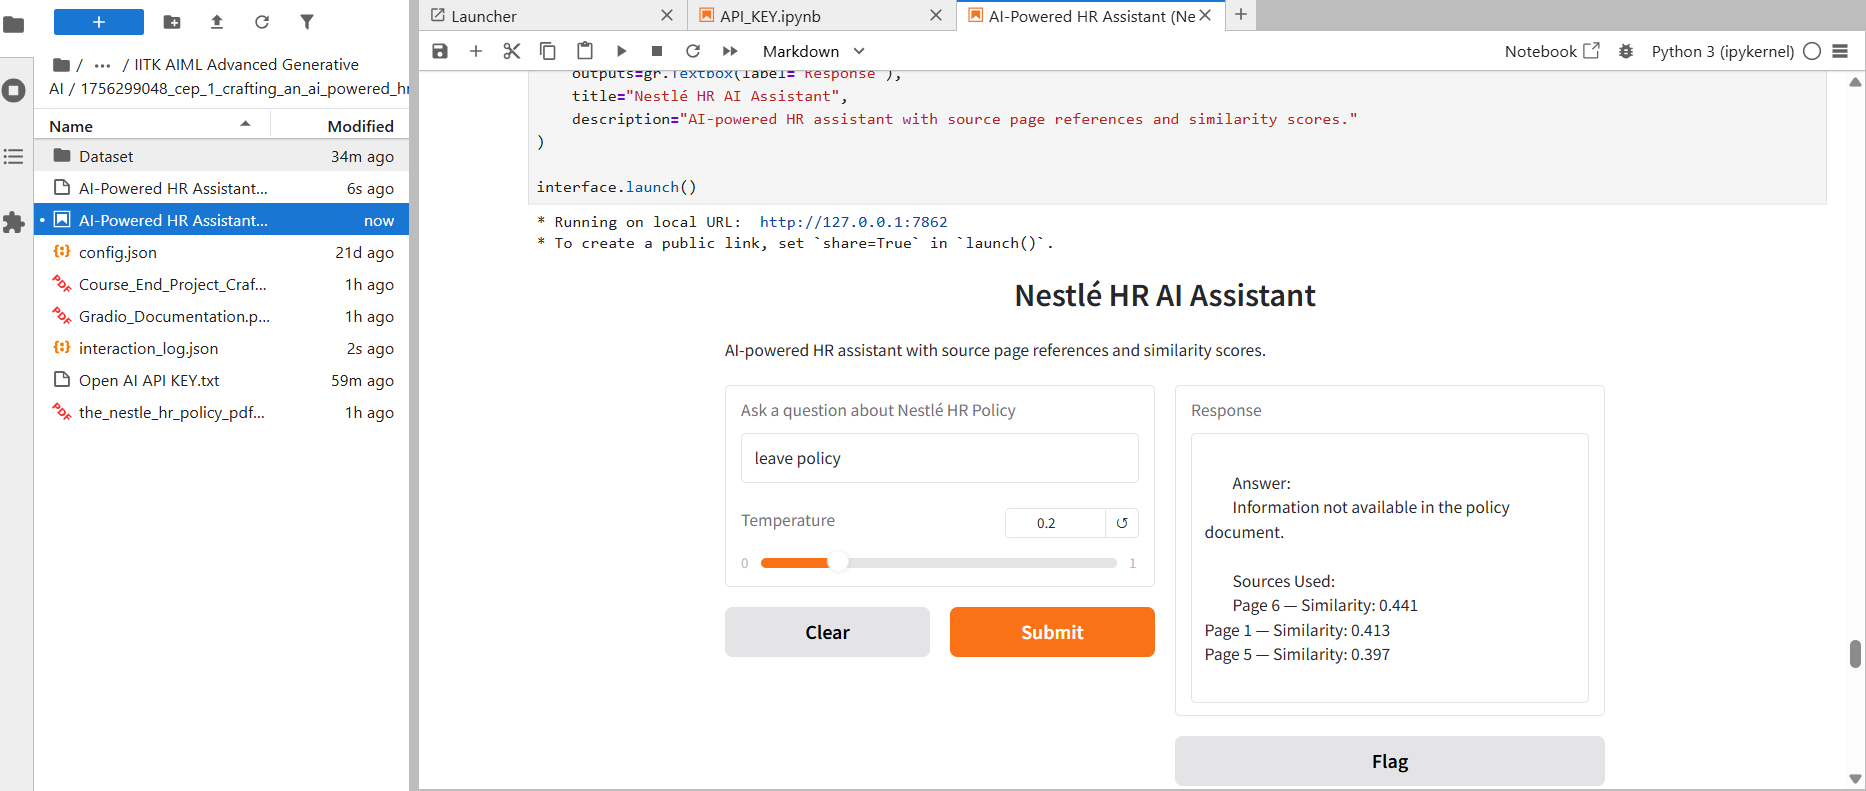 / ··· / IITK AIML Advanced Generative
AI / 1756299048_cep_1_crafting_an_ai_powered_hr
Name
Modified
Dataset
34m ago
AI-Powered HR Assistant...
6s ago
AI-Powered HR Assistant...
now
config.json
21d ago
Course_End_Project_Craf...
1h ago
Gradio_Documentation.p...
1h ago
interaction_log.json
2s ago
Open AI API KEY.txt
59m ago
the_nestle_hr_policy_pdf...
1h ago
Launcher
API_KEY.ipynb
AI-Powered HR Assistant (Ne
Markdown
Notebook
Python 3 (ipykernel)
outputs=gr.Textbox(label="Response"),
title="Nestlé HR AI Assistant",
description="AI-powered HR assistant with source page references and similarity scores."
)
interface.launch()
* Running on local URL:  http://127.0.0.1:7862
* To create a public link, set `share=True` in `launch()`.
Nestlé HR AI Assistant
AI-powered HR assistant with source page references and similarity scores.
Ask a question about Nestlé HR Policy
leave policy
Temperature
0.2
0
1
Clear
Submit
Response
Answer:
Information not available in the policy
document.
Sources Used:
Page 6 — Similarity: 0.441
Page 1 — Similarity: 0.413
Page 5 — Similarity: 0.397
Flag